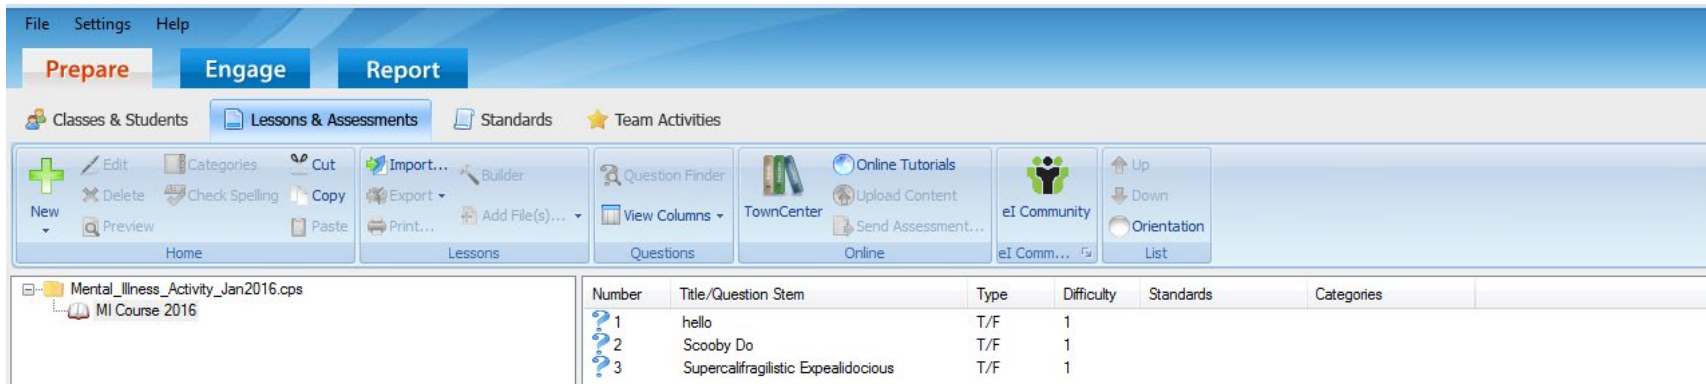 File Settings Help
Prepare Engage Report
Classes & Students Lessons & Assessments Standards Team Activities
New
Edit Categories Cut
Delete Check Spelling Copy
Preview Paste
Home
Import... Builder
Export
Print... Add File(s)...
Lessons
Question Finder
View Columns
Questions
TownCenter
Online Tutorials
Upload Content
Send Assessment...
Online
eI Community
eI Comm...
Up
Down
Orientation
List
Mental_Illness_Activity_Jan2016.cps
MI Course 2016
Number Title/Question Stem Type Difficulty Standards Categories
1 hello T/F 1
2 Scooby Do T/F 1
3 Supercalifragilistic Expealidocious T/F 1